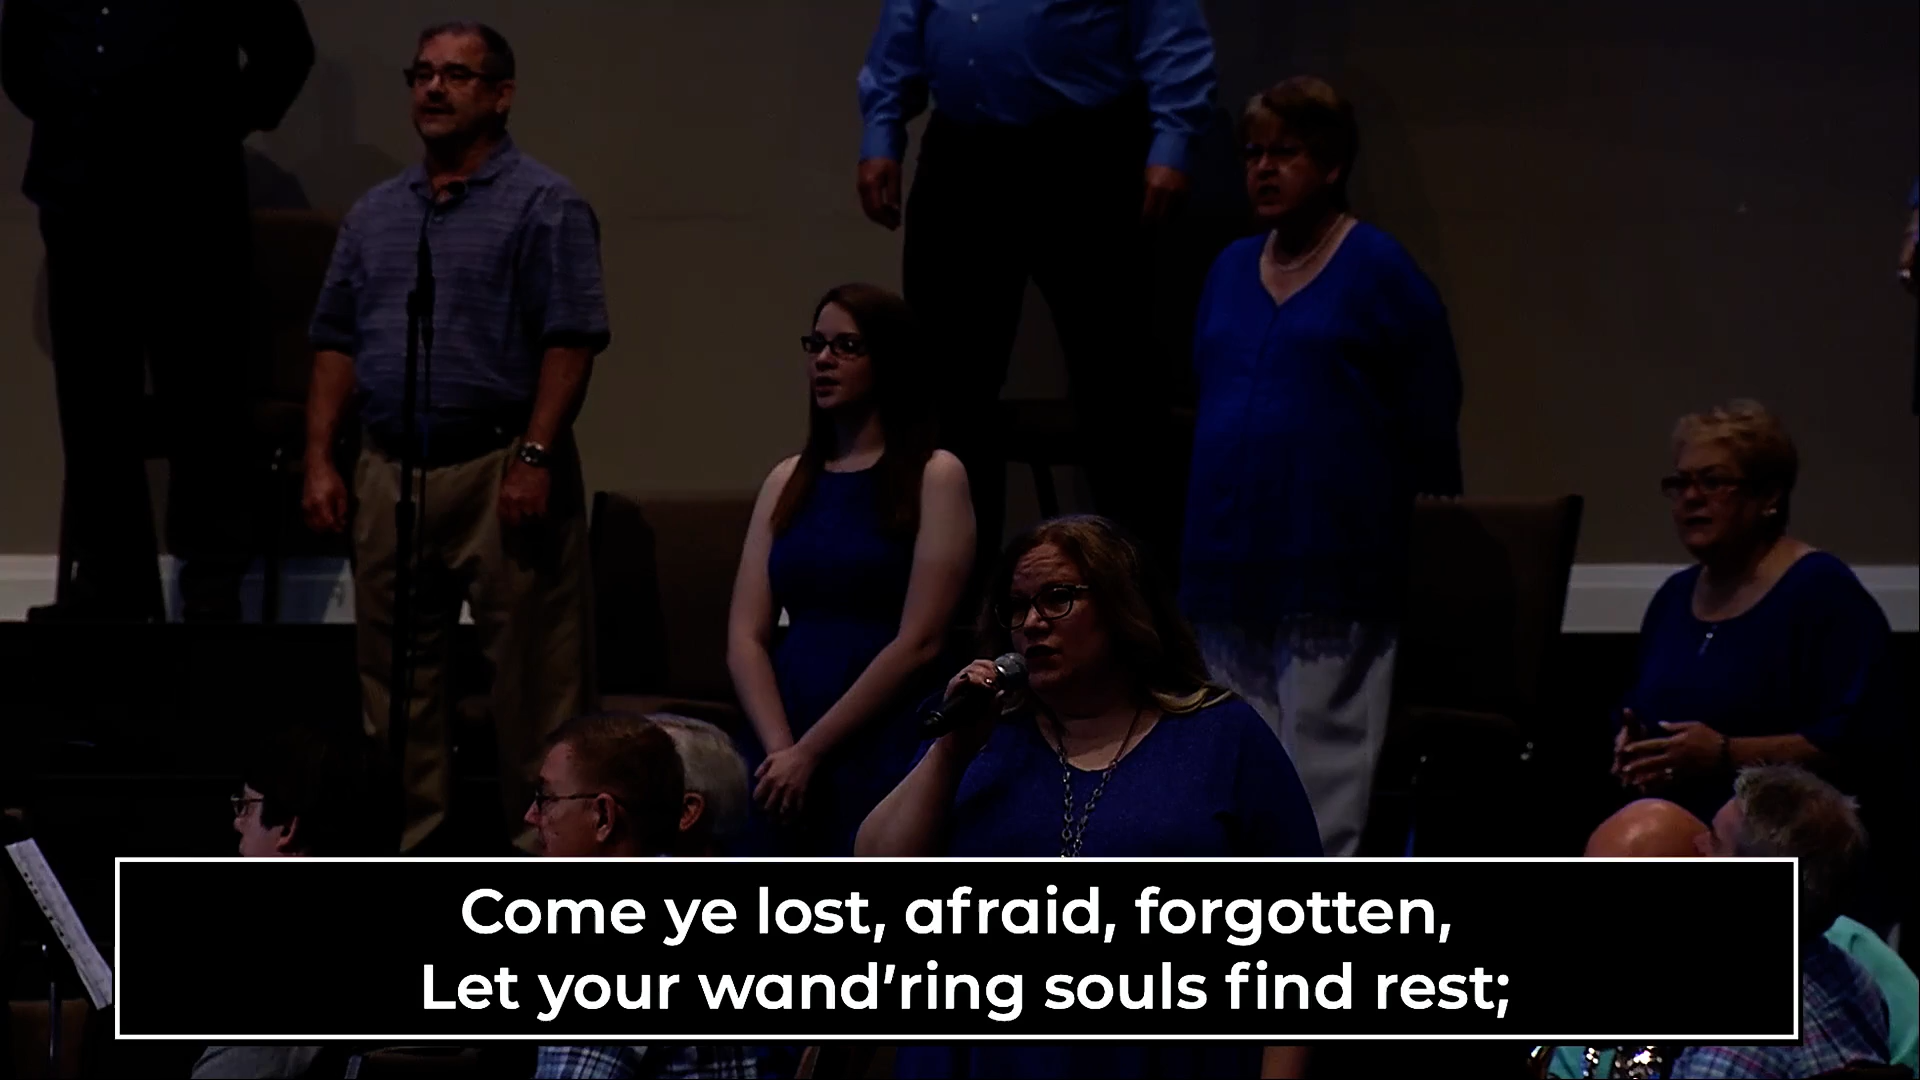 Come ye lost, afraid, forgotten,
Let your wand’ring souls find rest;